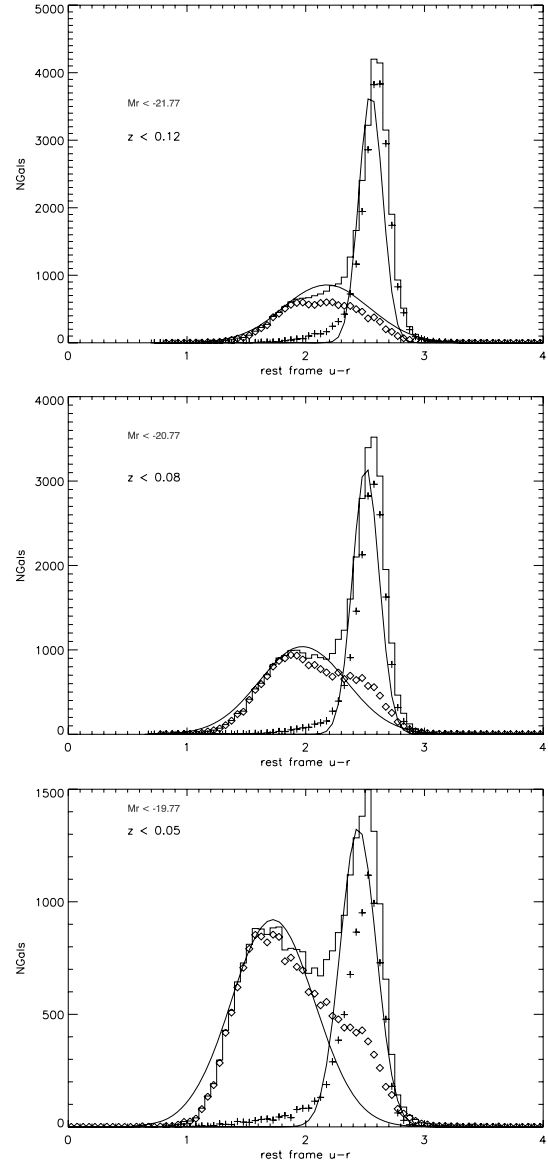 5000
4000
3000
2000
1000
0
NGals
Mr < -21.77
z < 0.12
0 1 2 3 4
rest frame u−r
4000
3000
2000
1000
0
NGals
Mr < -20.77
z < 0.08
0 1 2 3 4
rest frame u−r
1500
1000
500
0
NGals
Mr < -19.77
z < 0.05
0 1 2 3 4
rest frame u−r